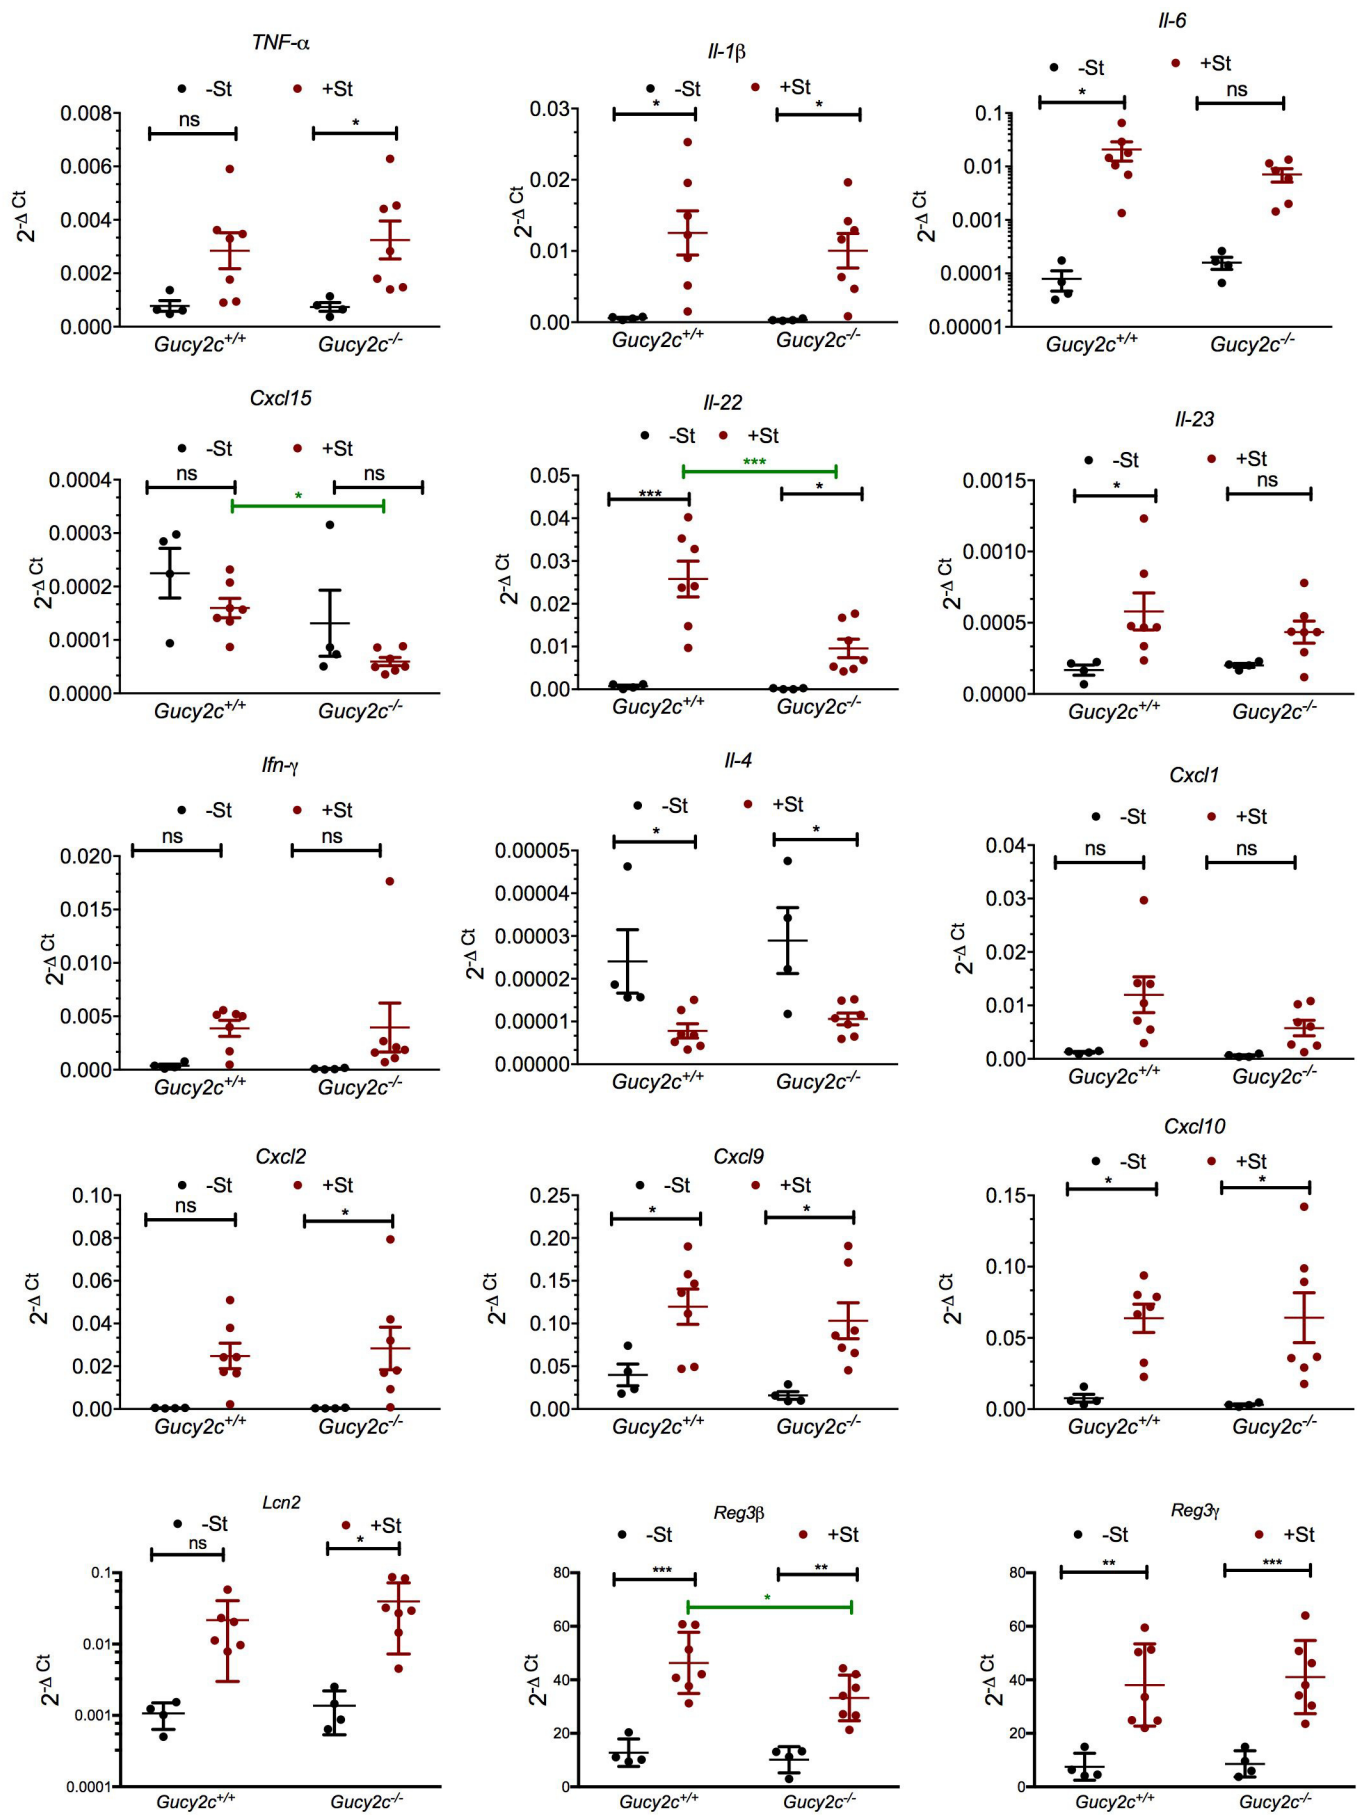 TNF-α
-St +St
ns *
0.008
0.006
0.004
0.002
0.000
2^-Δ Ct
Gucy2c^+/+ Gucy2c^-/-
Il-1β
-St +St
* *
0.03
0.02
0.01
0.00
2^-Δ Ct
Gucy2c^+/+ Gucy2c^-/-
Il-6
-St +St
* ns
0.1
0.01
0.001
0.0001
0.00001
2^-Δ Ct
Gucy2c^+/+ Gucy2c^-/-
Cxcl15
-St +St
ns ns
*
0.0004
0.0003
0.0002
0.0001
0.0000
2^-Δ Ct
Gucy2c^+/+ Gucy2c^-/-
Il-22
-St +St
***
*** *
0.05
0.04
0.03
0.02
0.01
0.00
2^-Δ Ct
Gucy2c^+/+ Gucy2c^-/-
Il-23
-St +St
* ns
0.0015
0.0010
0.0005
0.0000
2^-Δ Ct
Gucy2c^+/+ Gucy2c^-/-
Ifn-γ
-St +St
ns ns
0.020
0.015
0.010
0.005
0.000
2^-Δ Ct
Gucy2c^+/+ Gucy2c^-/-
Il-4
-St +St
* *
0.00005
0.00004
0.00003
0.00002
0.00001
0.00000
2^-Δ Ct
Gucy2c^+/+ Gucy2c^-/-
Cxcl1
-St +St
ns ns
0.04
0.03
0.02
0.01
0.00
2^-Δ Ct
Gucy2c^+/+ Gucy2c^-/-
Cxcl2
-St +St
ns *
0.10
0.08
0.06
0.04
0.02
0.00
2^-Δ Ct
Gucy2c^+/+ Gucy2c^-/-
Cxcl9
-St +St
* *
0.25
0.20
0.15
0.10
0.05
0.00
2^-Δ Ct
Gucy2c^+/+ Gucy2c^-/-
Cxcl10
-St +St
* *
0.15
0.10
0.05
0.00
2^-Δ Ct
Gucy2c^+/+ Gucy2c^-/-
Lcn2
-St +St
ns *
0.1
0.01
0.001
0.0001
2^-Δ Ct
Gucy2c^+/+ Gucy2c^-/-
Reg3β
-St +St
*** **
*
80
60
40
20
0
2^-Δ Ct
Gucy2c^+/+ Gucy2c^-/-
Reg3γ
-St +St
** ***
80
60
40
20
0
2^-Δ Ct
Gucy2c^+/+ Gucy2c^-/-